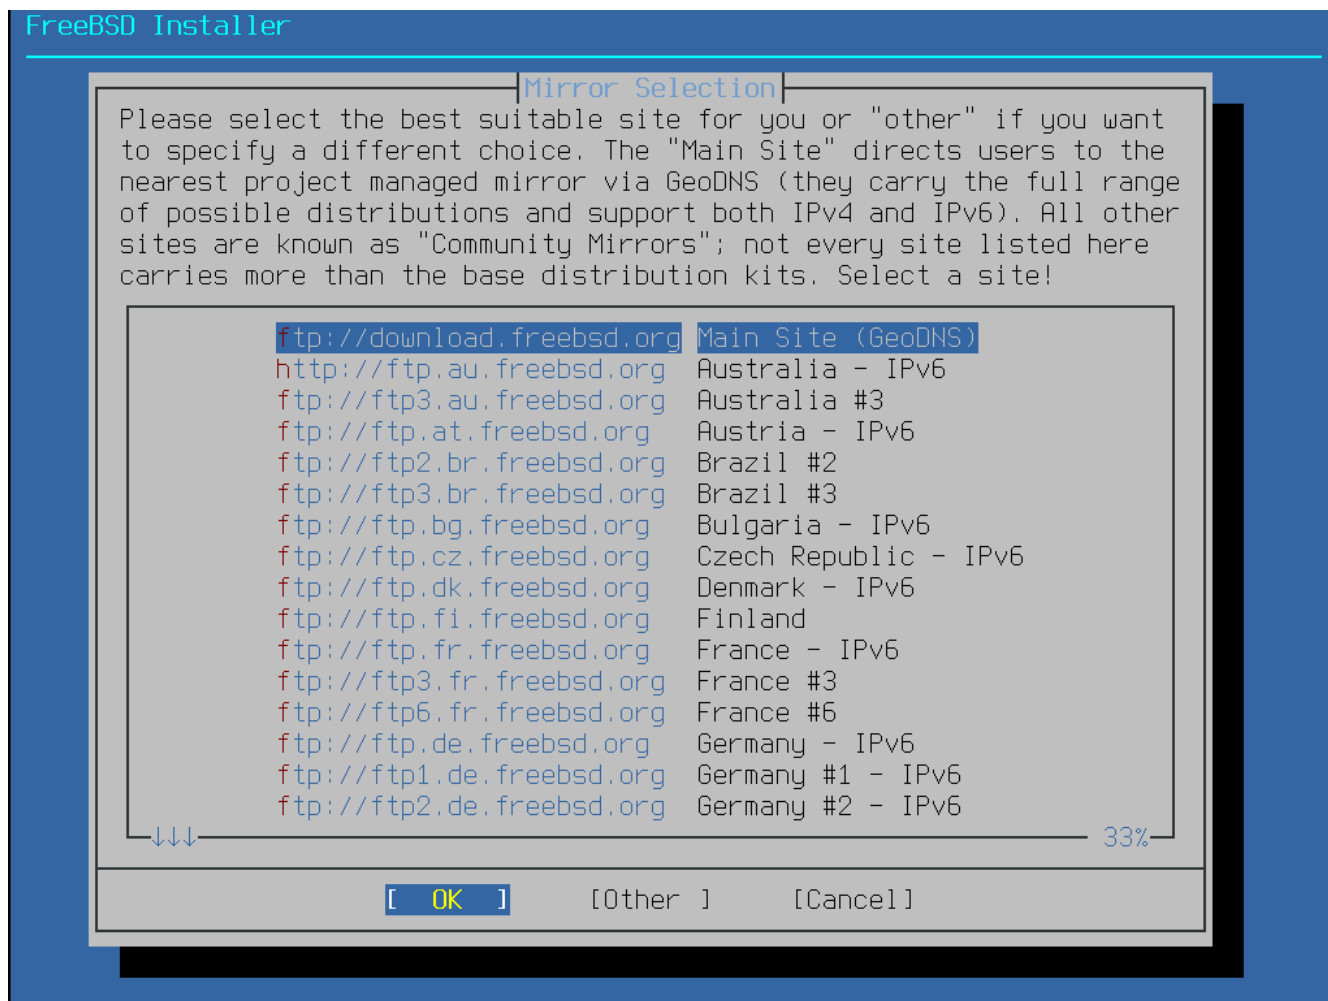 FreeBSD Installer
Mirror Selection
Please select the best suitable site for you or "other" if you want
to specify a different choice. The "Main Site" directs users to the
nearest project managed mirror via GeoDNS (they carry the full range
of possible distributions and support both IPv4 and IPv6). All other
sites are known as "Community Mirrors"; not every site listed here
carries more than the base distribution kits. Select a site!
ftp://download.freebsd.org Main Site (GeoDNS)
http://ftp.au.freebsd.org Australia - IPv6
ftp://ftp3.au.freebsd.org Australia #3
ftp://ftp.at.freebsd.org Austria - IPv6
ftp://ftp2.br.freebsd.org Brazil #2
ftp://ftp3.br.freebsd.org Brazil #3
ftp://ftp.bg.freebsd.org Bulgaria - IPv6
ftp://ftp.cz.freebsd.org Czech Republic - IPv6
ftp://ftp.dk.freebsd.org Denmark - IPv6
ftp://ftp.fi.freebsd.org Finland
ftp://ftp.fr.freebsd.org France - IPv6
ftp://ftp3.fr.freebsd.org France #3
ftp://ftp6.fr.freebsd.org France #6
ftp://ftp.de.freebsd.org Germany - IPv6
ftp://ftp1.de.freebsd.org Germany #1 - IPv6
ftp://ftp2.de.freebsd.org Germany #2 - IPv6
↓↓↓ 33%
[ OK ] [Other ] [Cancel]